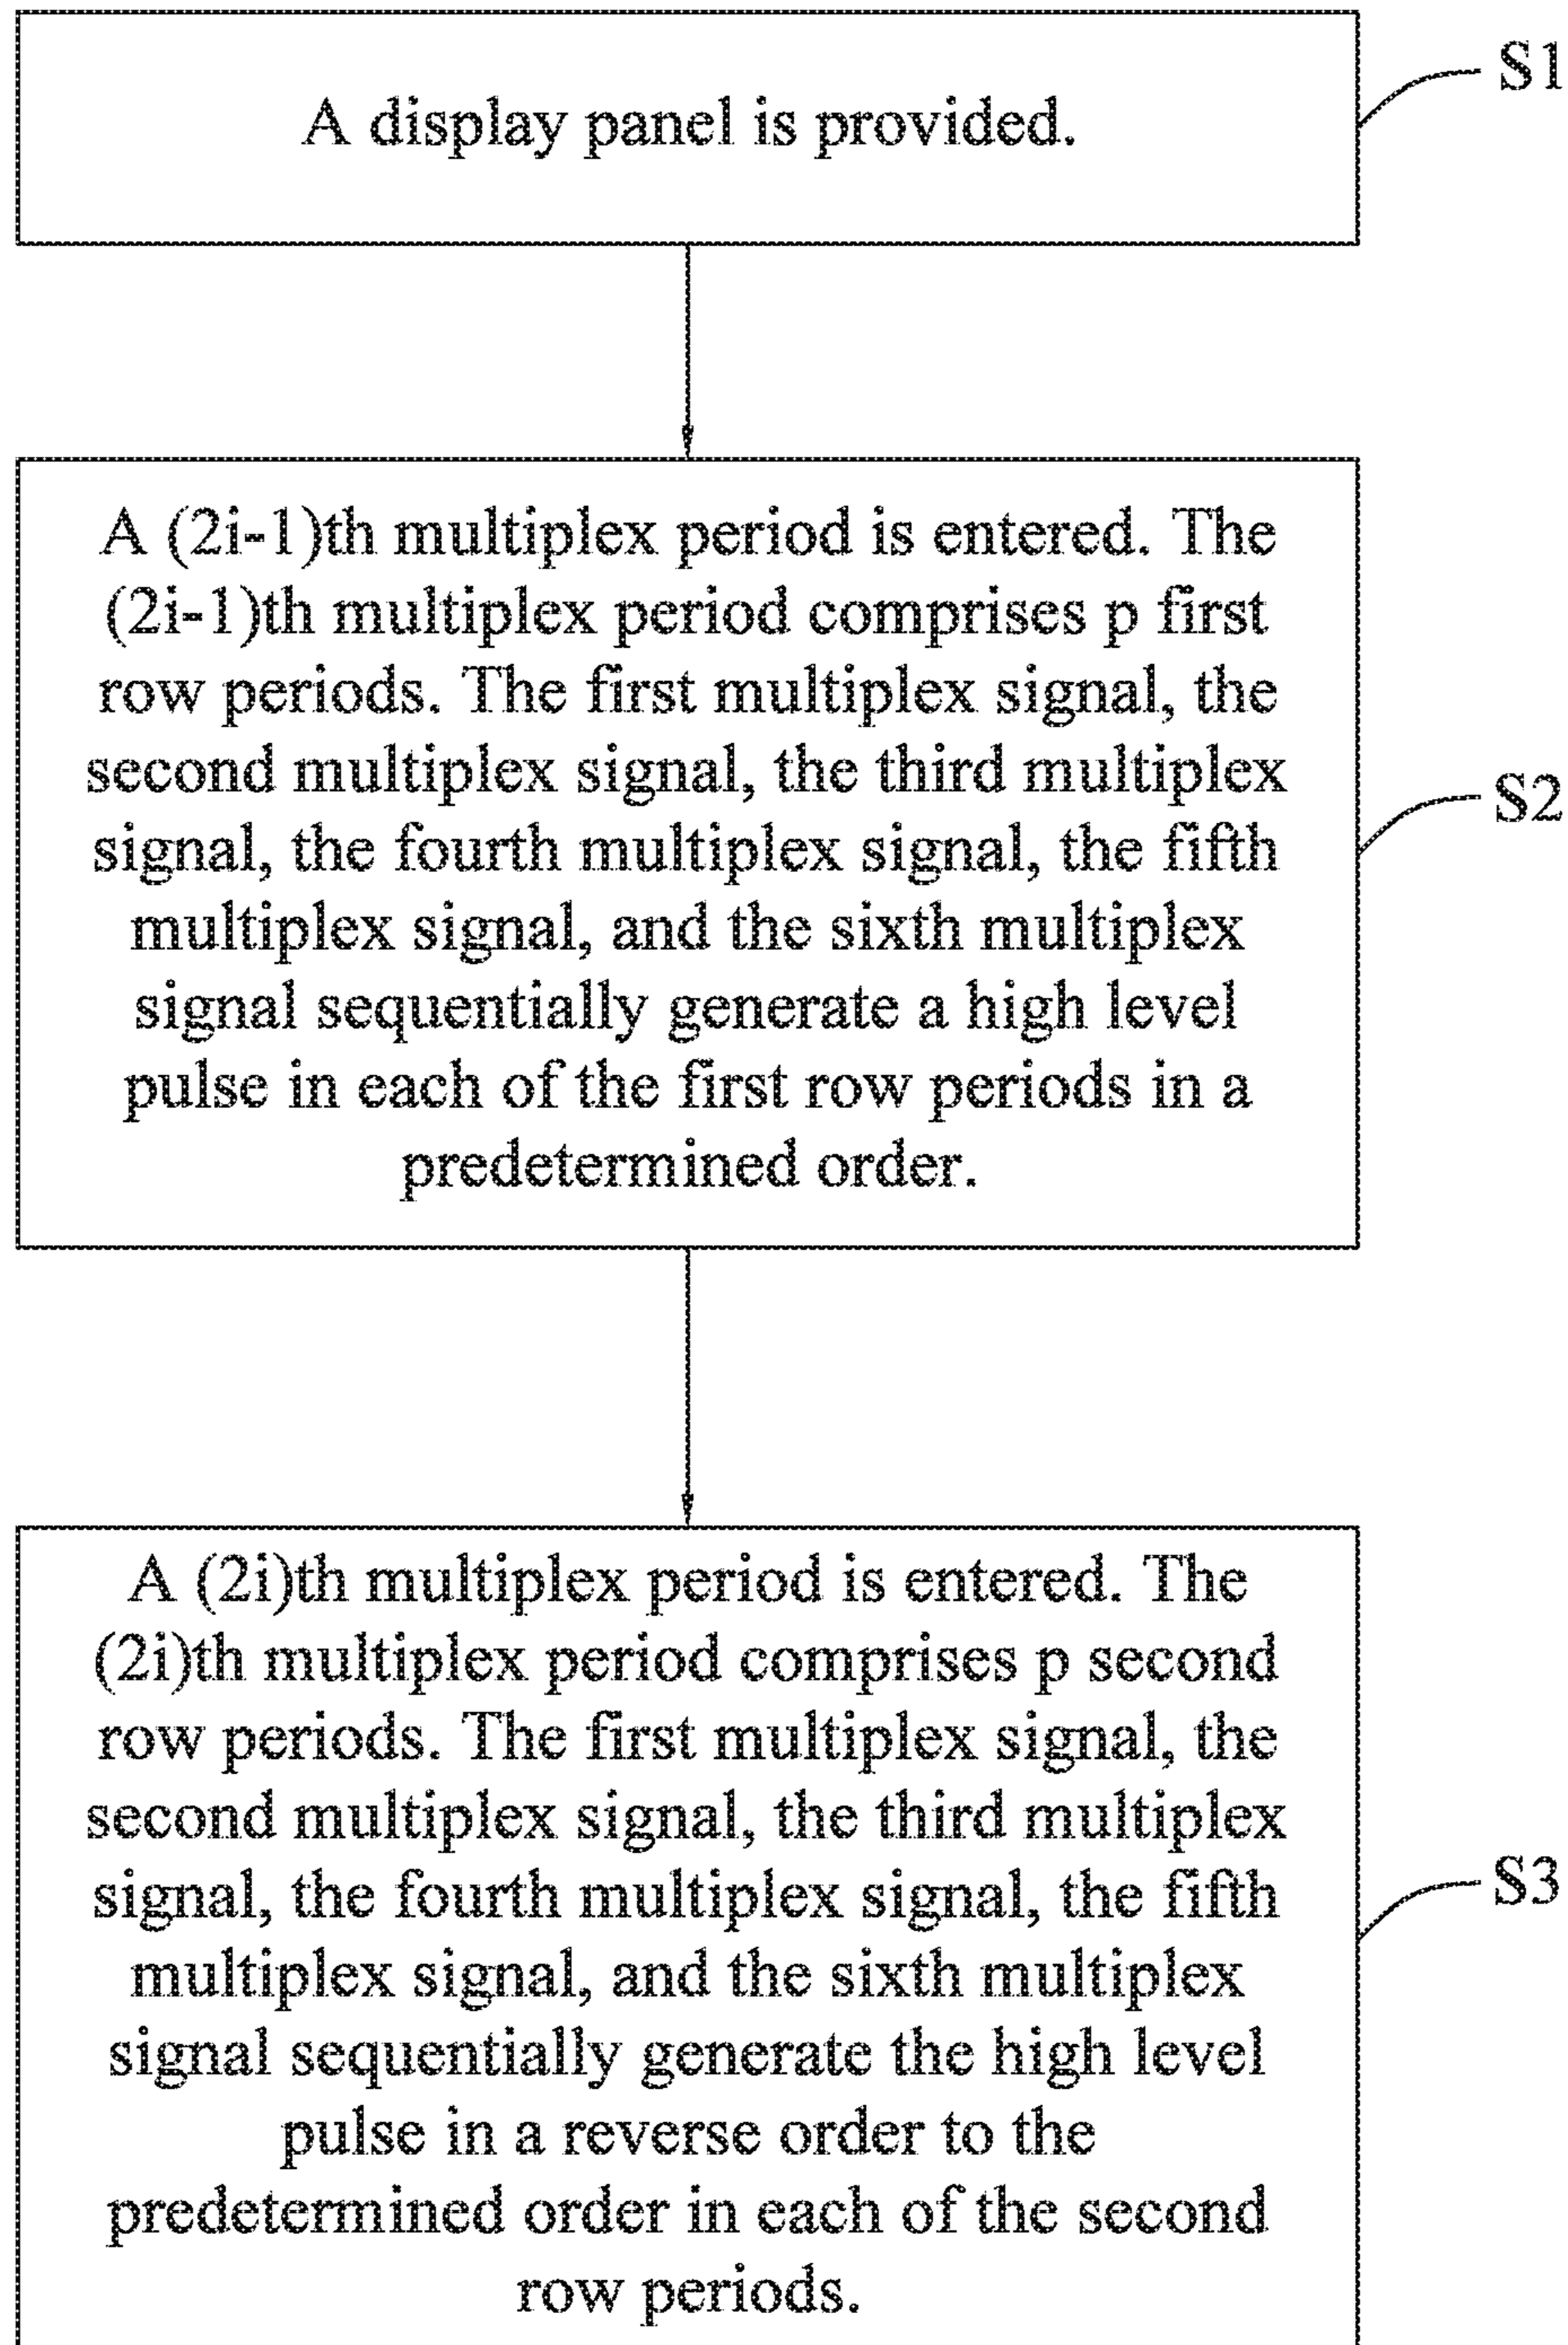 A display panel is provided.
S1
A (2i-1)th multiplex period is entered. The
(2i-1)th multiplex period comprises p first
row periods. The first multiplex signal, the
second multiplex signal, the third multiplex
signal, the fourth multiplex signal, the fifth
multiplex signal, and the sixth multiplex
signal sequentially generate a high level
pulse in each of the first row periods in a
predetermined order.
S2
A (2i)th multiplex period is entered. The
(2i)th multiplex period comprises p second
row periods. The first multiplex signal, the
second multiplex signal, the third multiplex
signal, the fourth multiplex signal, the fifth
multiplex signal, and the sixth multiplex
signal sequentially generate the high level
pulse in a reverse order to the
predetermined order in each of the second
row periods.
S3